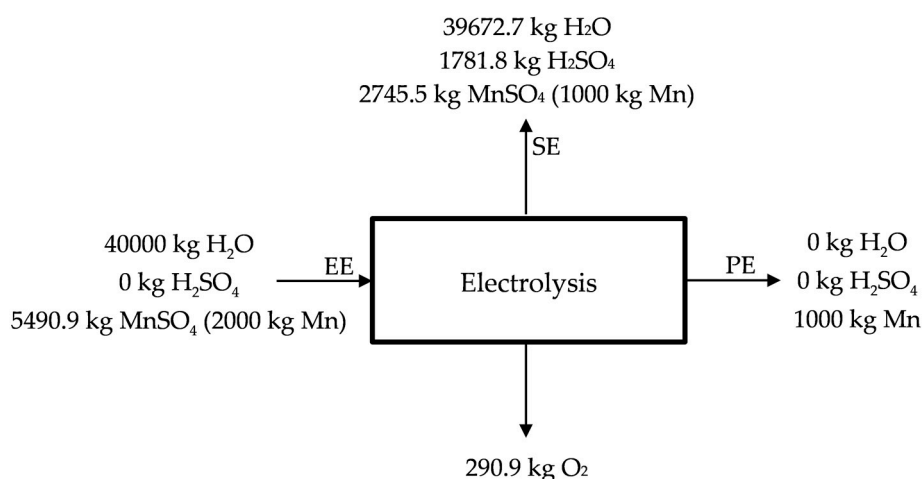 39672.7 kg H₂O
1781.8 kg H₂SO₄
2745.5 kg MnSO₄ (1000 kg Mn)
SE
40000 kg H₂O
0 kg H₂SO₄
5490.9 kg MnSO₄ (2000 kg Mn)
EE
Electrolysis
PE
0 kg H₂O
0 kg H₂SO₄
1000 kg Mn
290.9 kg O₂